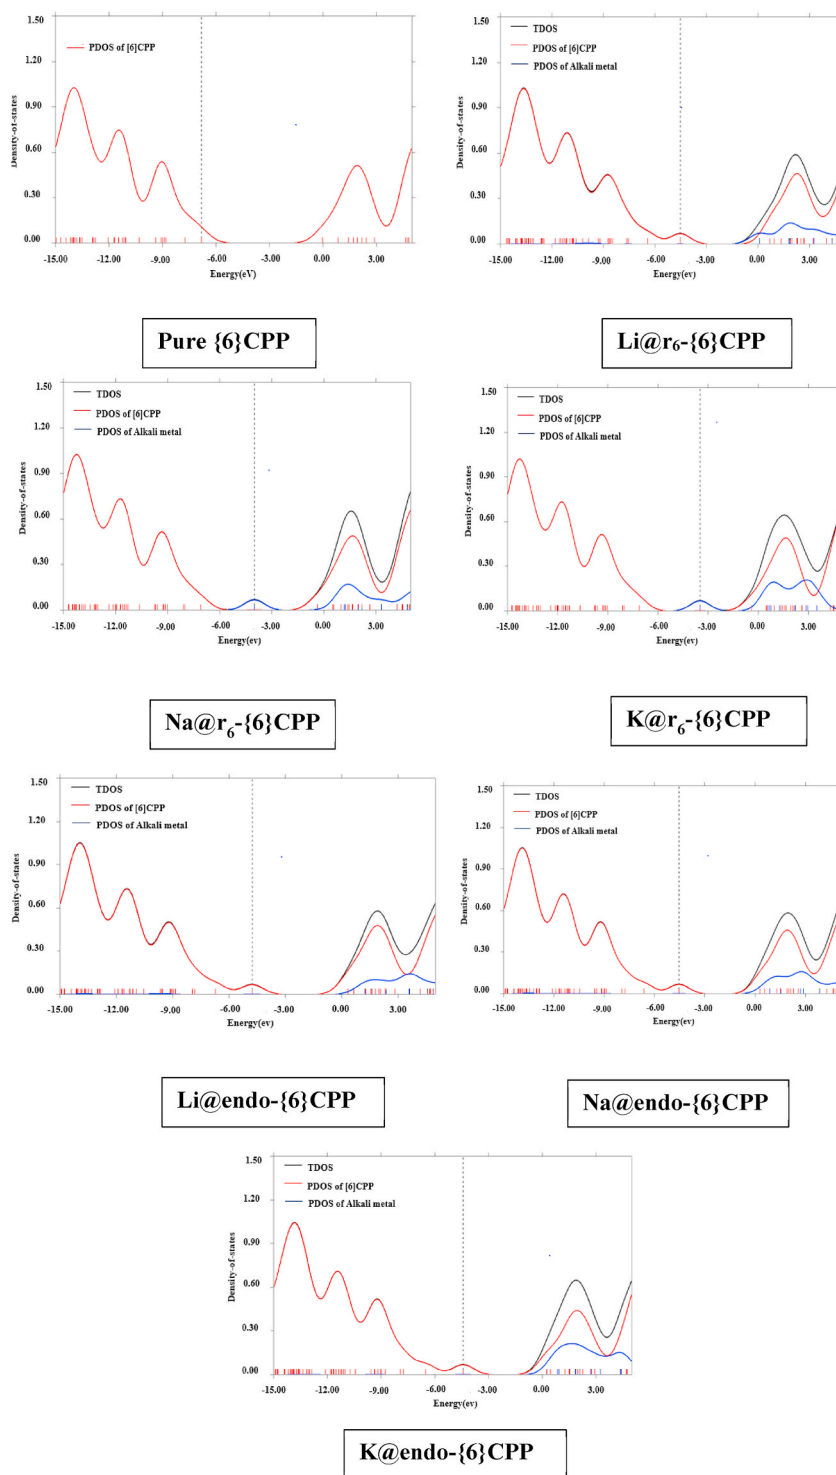 1.50
1.20
0.90
0.60
0.30
0.00
Density-of-states
PDOS of [6]CPP
-15.00 -12.00 -9.00 -6.00 -3.00 0.00 3.00
Energy(eV)
Pure {6}CPP
1.50
1.20
0.90
0.60
0.30
0.00
Density-of-states
TDOS
PDOS of [6]CPP
PDOS of Alkali metal
-15.00 -12.00 -9.00 -6.00 -3.00 0.00 3.00
Energy(ev)
Li@r₆-{6}CPP
1.50
1.20
0.90
0.60
0.30
0.00
Density-of-states
TDOS
PDOS of [6]CPP
PDOS of Alkali metal
-15.00 -12.00 -9.00 -6.00 -3.00 0.00 3.00
Energy(ev)
Na@r₆-{6}CPP
1.50
1.20
0.90
0.60
0.30
0.00
Density-of-states
TDOS
PDOS of [6]CPP
PDOS of Alkali metal
-15.00 -12.00 -9.00 -6.00 -3.00 0.00 3.00
Energy(ev)
K@r₆-{6}CPP
1.50
1.20
0.90
0.60
0.30
0.00
Density-of-states
TDOS
PDOS of [6]CPP
PDOS of Alkali metal
-15.00 -12.00 -9.00 -6.00 -3.00 0.00 3.00
Energy(ev)
Li@endo-{6}CPP
1.50
1.20
0.90
0.60
0.30
0.00
Density-of-states
TDOS
PDOS of [6]CPP
PDOS of Alkali metal
-15.00 -12.00 -9.00 -6.00 -3.00 0.00 3.00
Energy(ev)
Na@endo-{6}CPP
1.50
1.20
0.90
0.60
0.30
0.00
Density-of-states
TDOS
PDOS of [6]CPP
PDOS of Alkali metal
-15.00 -12.00 -9.00 -6.00 -3.00 0.00 3.00
Energy(ev)
K@endo-{6}CPP